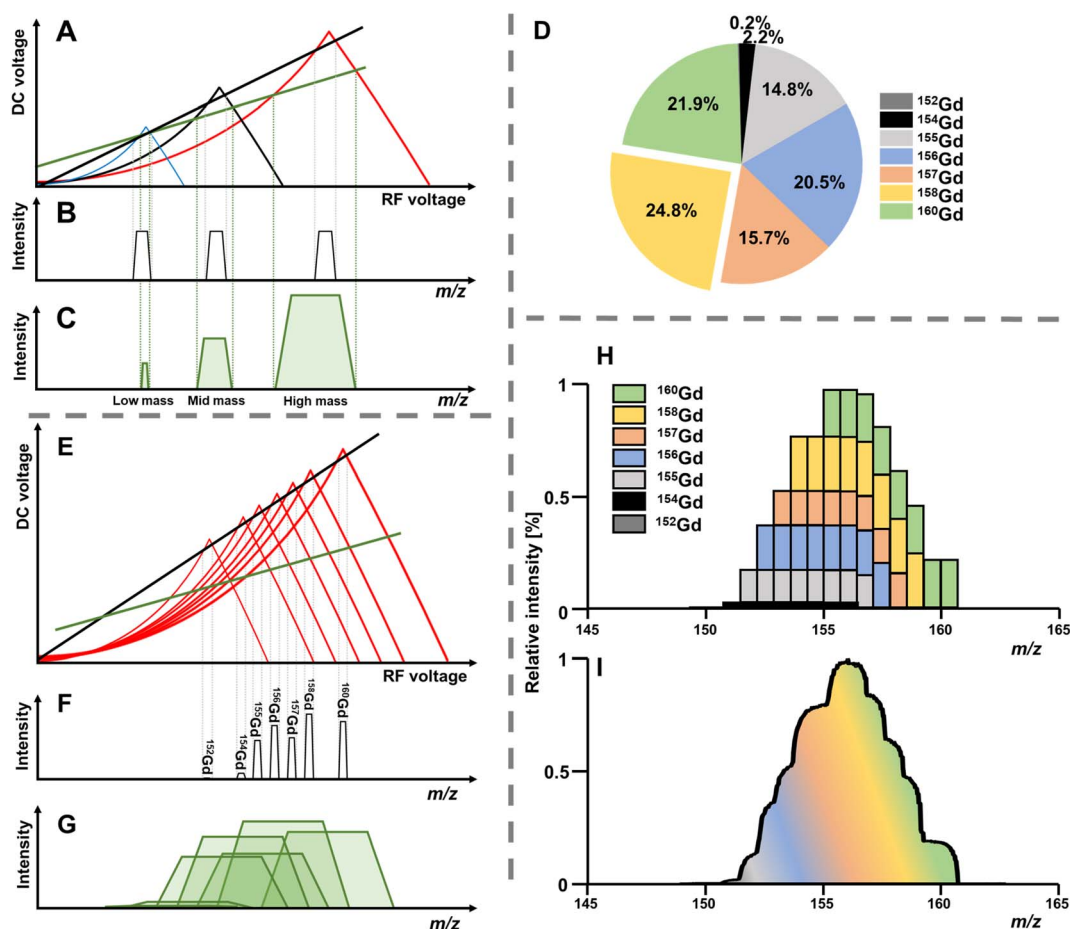 A
DC voltage
RF voltage
B
Intensity
m/z
C
Intensity
Low mass
Mid mass
High mass
m/z
D
0.2%
2.2%
14.8%
20.5%
15.7%
24.8%
21.9%
¹⁵²Gd
¹⁵⁴Gd
¹⁵⁵Gd
¹⁵⁶Gd
¹⁵⁷Gd
¹⁵⁸Gd
¹⁶⁰Gd
E
DC voltage
RF voltage
F
Intensity
¹⁵²Gd
¹⁵⁴Gd
¹⁵⁵Gd
¹⁵⁶Gd
¹⁵⁷Gd
¹⁵⁸Gd
¹⁶⁰Gd
m/z
G
Intensity
m/z
H
Relative intensity [%]
1
0.5
0
¹⁶⁰Gd
¹⁵⁸Gd
¹⁵⁷Gd
¹⁵⁶Gd
¹⁵⁵Gd
¹⁵⁴Gd
¹⁵²Gd
145
150
155
160
165
m/z
I
1
0.5
0
145
150
155
160
165
m/z